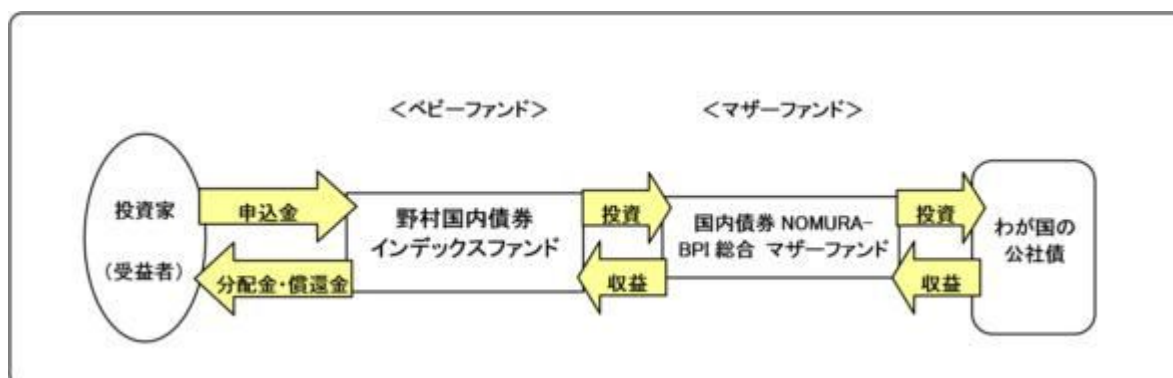 ＜ベビーファンド＞
＜マザーファンド＞
投資家
（受益者）
申込金
分配金・償還金
野村国内債券
インデックスファンド
投資
収益
国内債券 NOMURA-
BPI 総合 マザーファンド
投資
収益
わが国の
公社債